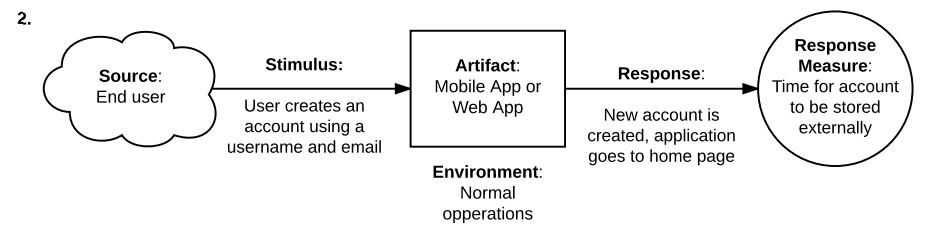 2.
Source:
End user
Stimulus:
User creates an
account using a
username and email
Artifact:
Mobile App or
Web App
Environment:
Normal
opperations
Response:
New account is
created, application
goes to home page
Response
Measure:
Time for account
to be stored
externally